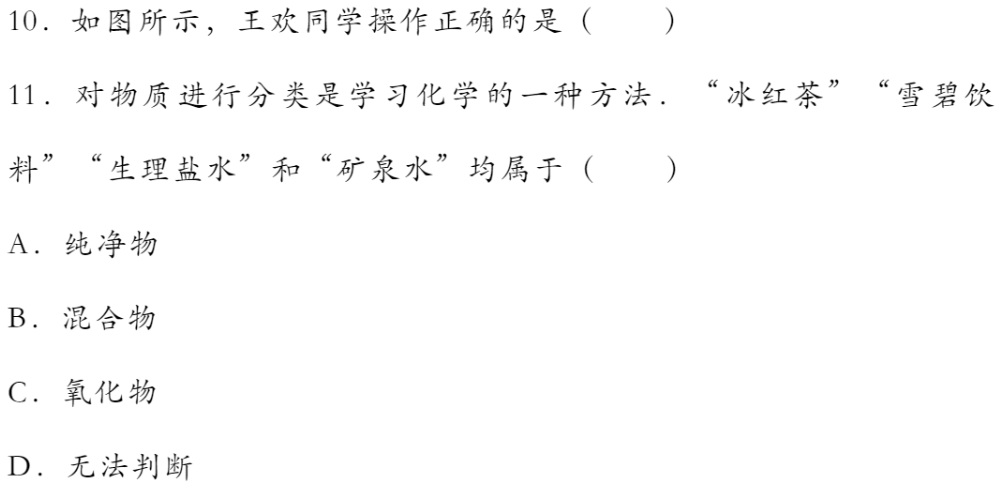 10．如图所示，王欢同学操作正确的是（　　）
11．对物质进行分类是学习化学的一种方法．“冰红茶”“雪碧饮
料”“生理盐水”和“矿泉水”均属于（　　）
A．纯净物
B．混合物
C．氧化物
D．无法判断